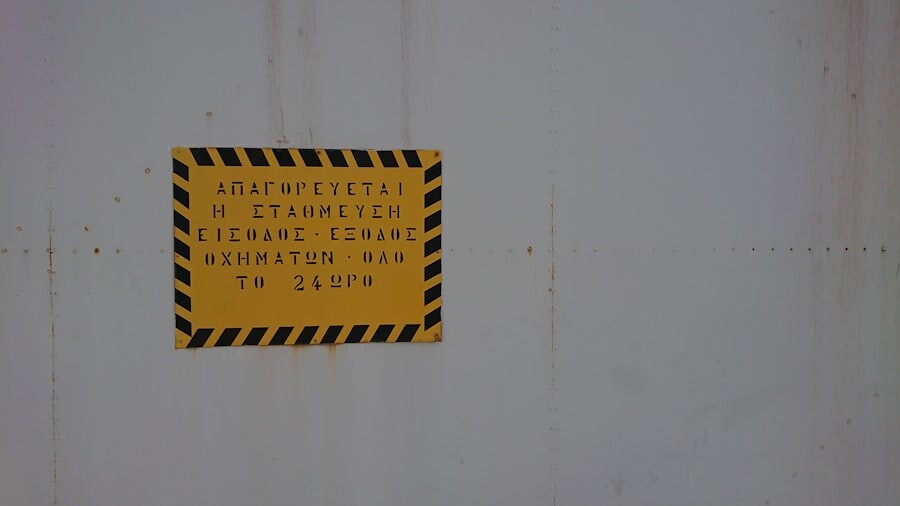 ΑΠΑΓΟΡΕΥΕΤΑΙ
Η ΣΤΑΘΜΕΥΣΗ
ΕΙΣΟΔΟΣ · ΕΞΟΔΟΣ
ΟΧΗΜΑΤΩΝ · ΟΛΟ
ΤΟ 24ΩΡΟ